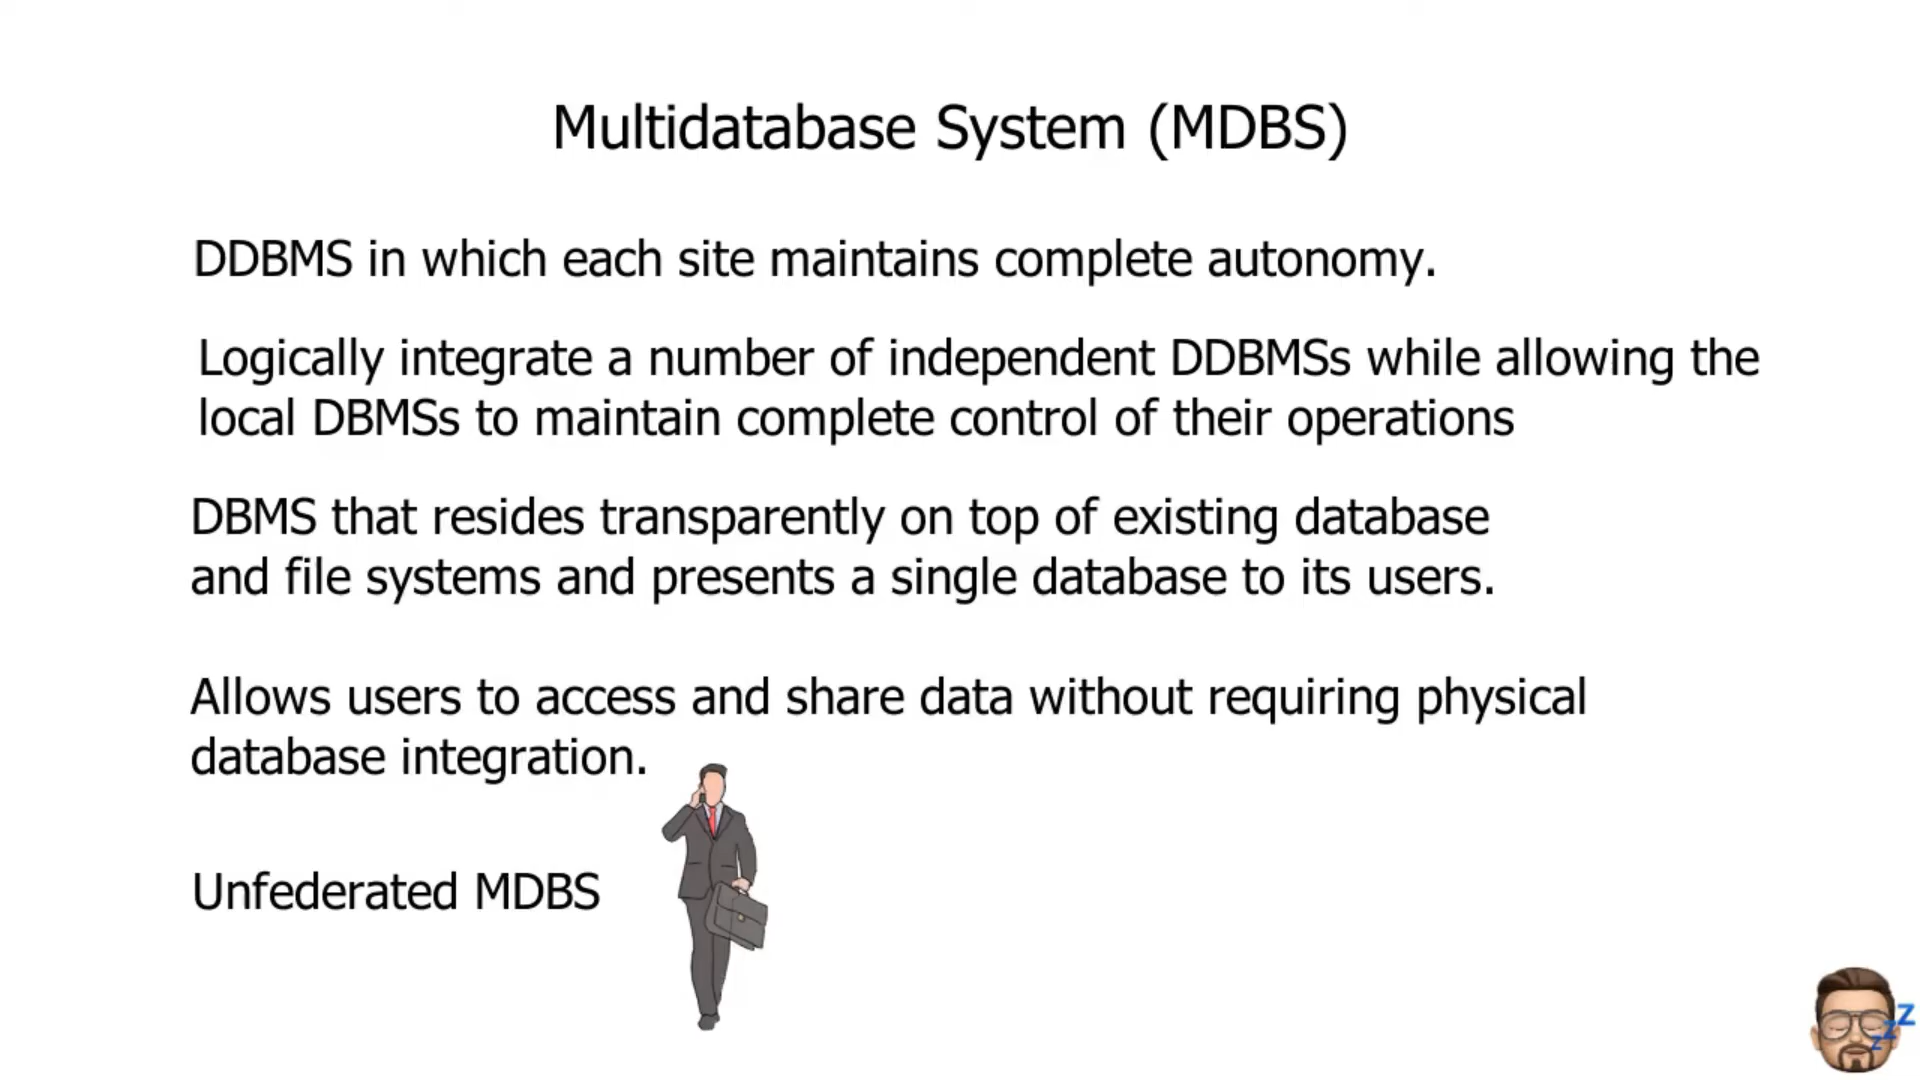 Multidatabase System (MDBS)
DDBMS in which each site maintains complete autonomy.
Logically integrate a number of independent DDBMSs while allowing the
local DBMSs to maintain complete control of their operations
DBMS that resides transparently on top of existing database
and file systems and presents a single database to its users.
Allows users to access and share data without requiring physical
database integration.
Unfederated MDBS
zzZ